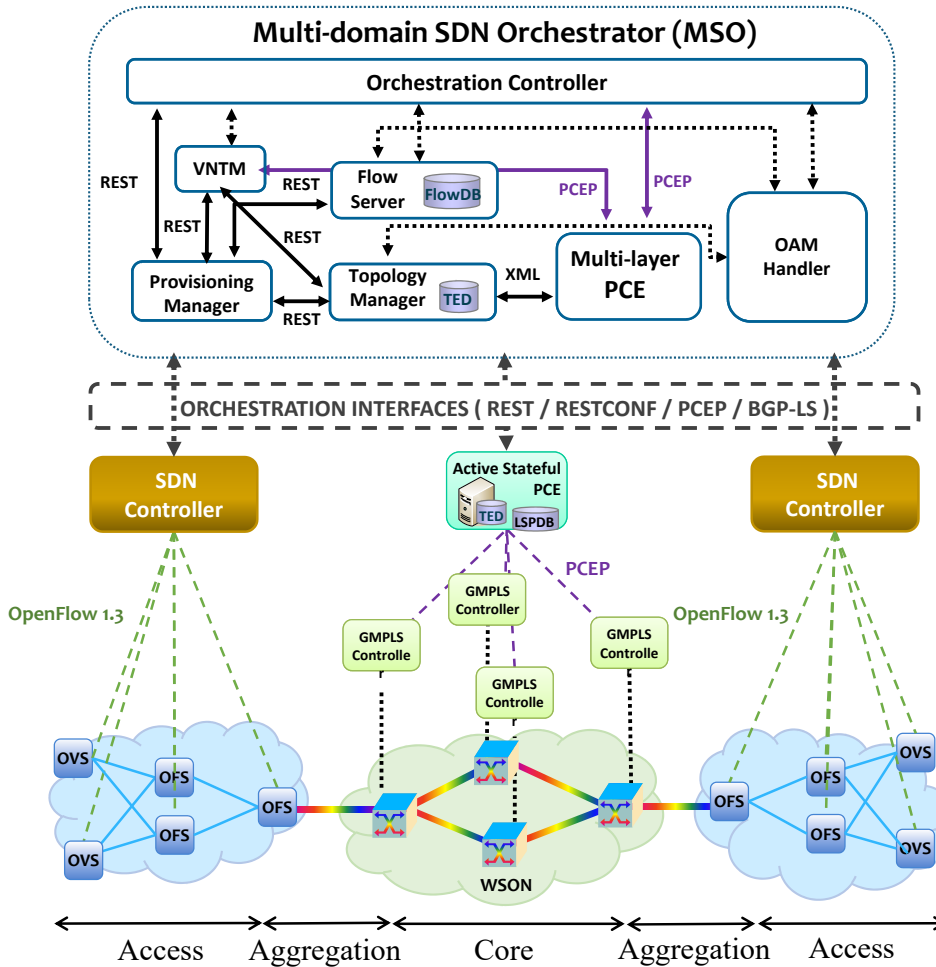 Multi-domain SDN Orchestrator (MSO)
Orchestration Controller
VNTM
REST
REST
Flow
Server
FlowDB
PCEP
PCEP
REST
REST
OAM
Handler
Provisioning
Manager
REST
Topology
Manager
TED
XML
Multi-layer
PCE
ORCHESTRATION INTERFACES ( REST / RESTCONF / PCEP / BGP-LS )
SDN
Controller
Active Stateful
PCE
TED
LSPDB
SDN
Controller
OpenFlow 1.3
PCEP
OpenFlow 1.3
GMPLS
Controller
GMPLS
Controlle
GMPLS
Controlle
GMPLS
Controlle
OVS
OFS
OFS
OFS
OVS
WSON
OFS
OFS
OFS
OVS
OVS
Access
Aggregation
Core
Aggregation
Access